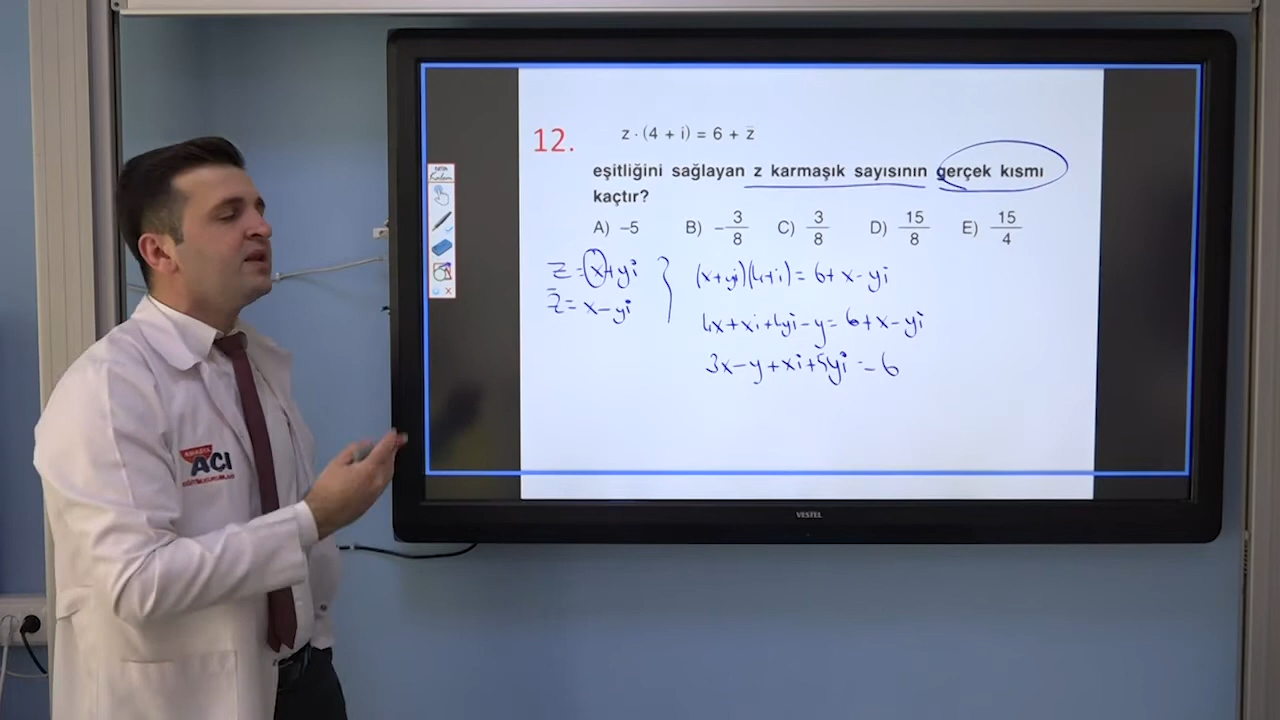 12. z · (4 + i) = 6 + z̄
eşitliğini sağlayan z karmaşık sayısının gerçek kısmı
kaçtır?
A) –5 B) –3/8 C) 3/8 D) 15/8 E) 15/4
z = x+yi
z̄ = x–yi
(x+yi)(4+i) = 6+x–yi
4x+xi+4yi–y = 6+x–yi
3x–y+xi+5yi = 6
Kalem
AÇI
VESTEL